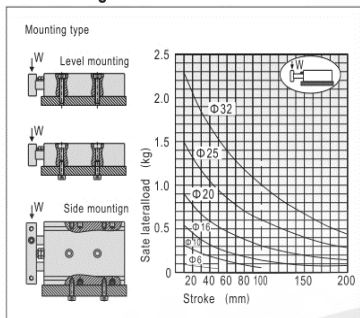 Mounting type
W
Level mounting
W
W
Side mountign
Sate lateralload (kg)
2.5
2.0
1.5
1.0
0.5
0
W
Φ32
Φ25
Φ20
Φ16
Φ10
Φ6
20 40 60 80 100 150 200
Stroke (mm)